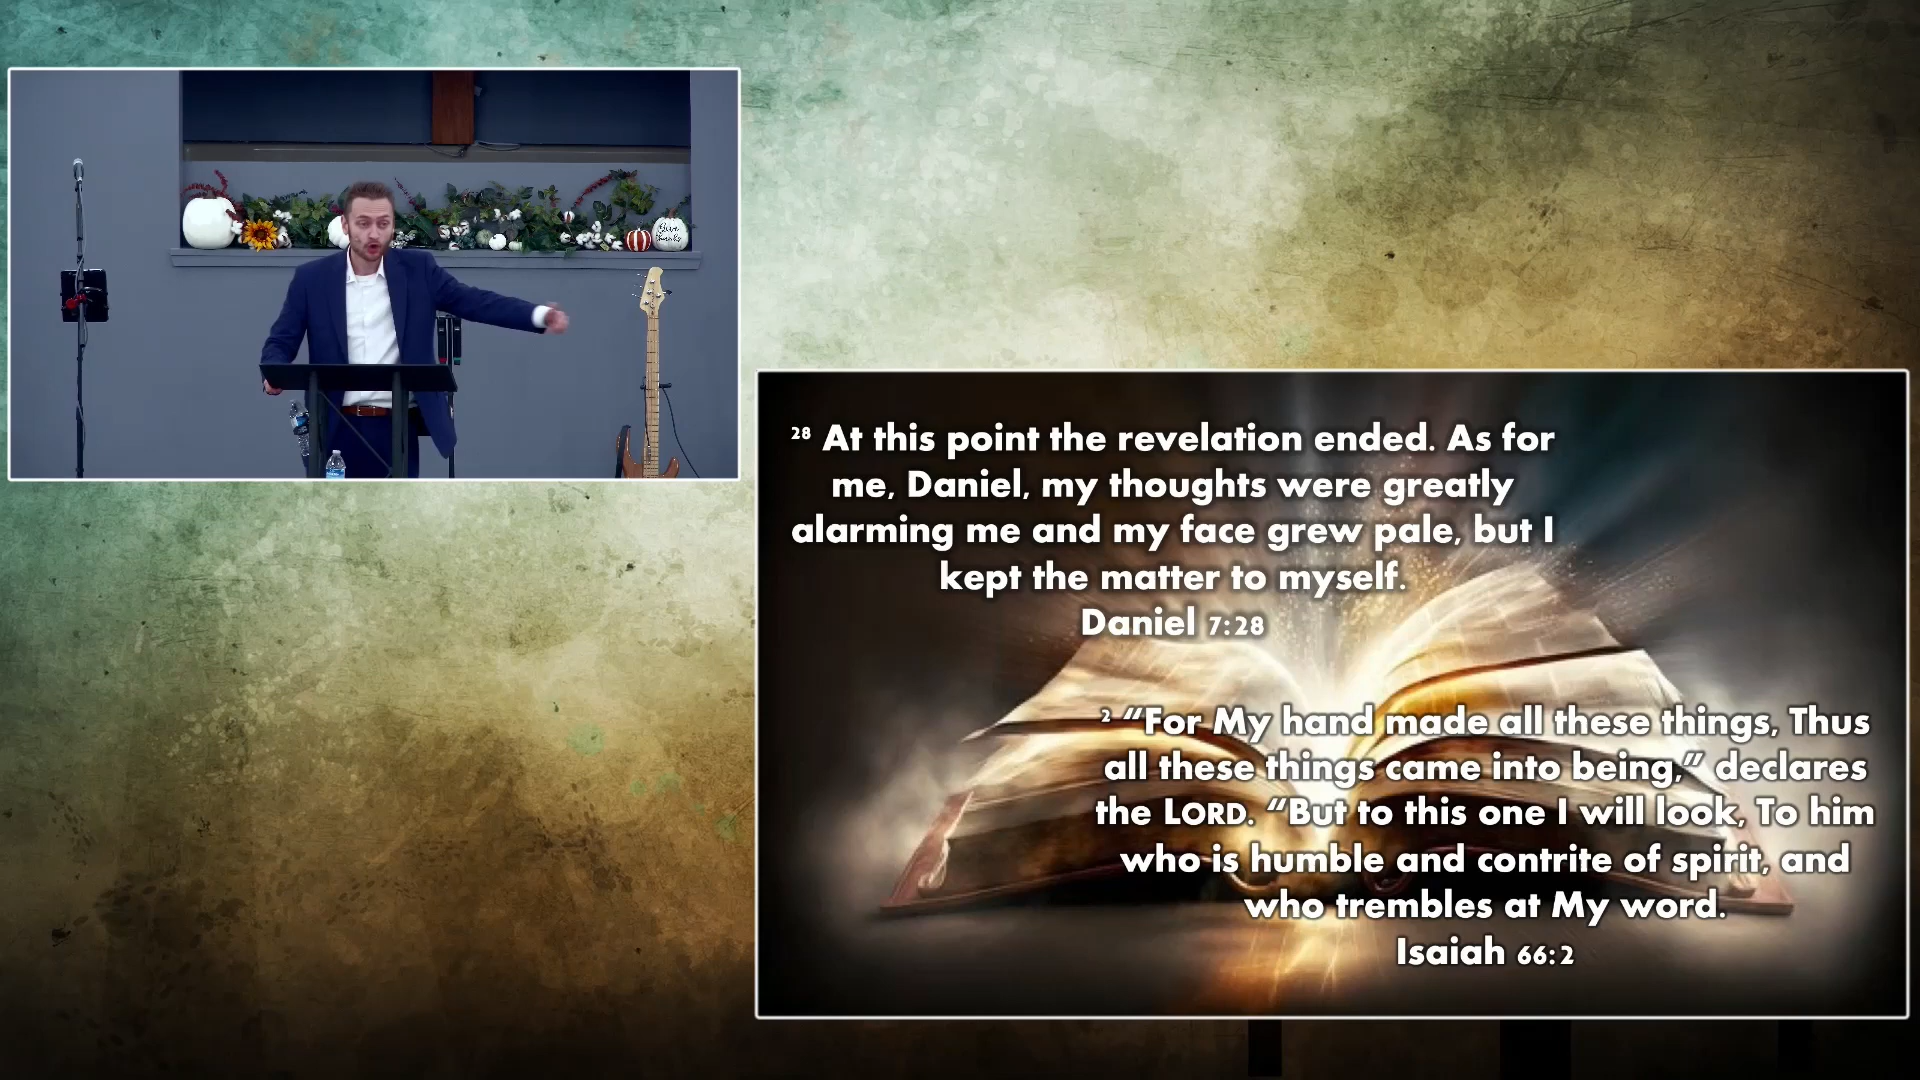 Give
thanks
28 At this point the revelation ended. As for
me, Daniel, my thoughts were greatly
alarming me and my face grew pale, but I
kept the matter to myself.
Daniel 7:28
2 “For My hand made all these things, Thus
all these things came into being,” declares
the LORD. “But to this one I will look, To him
who is humble and contrite of spirit, and
who trembles at My word.
Isaiah 66:2